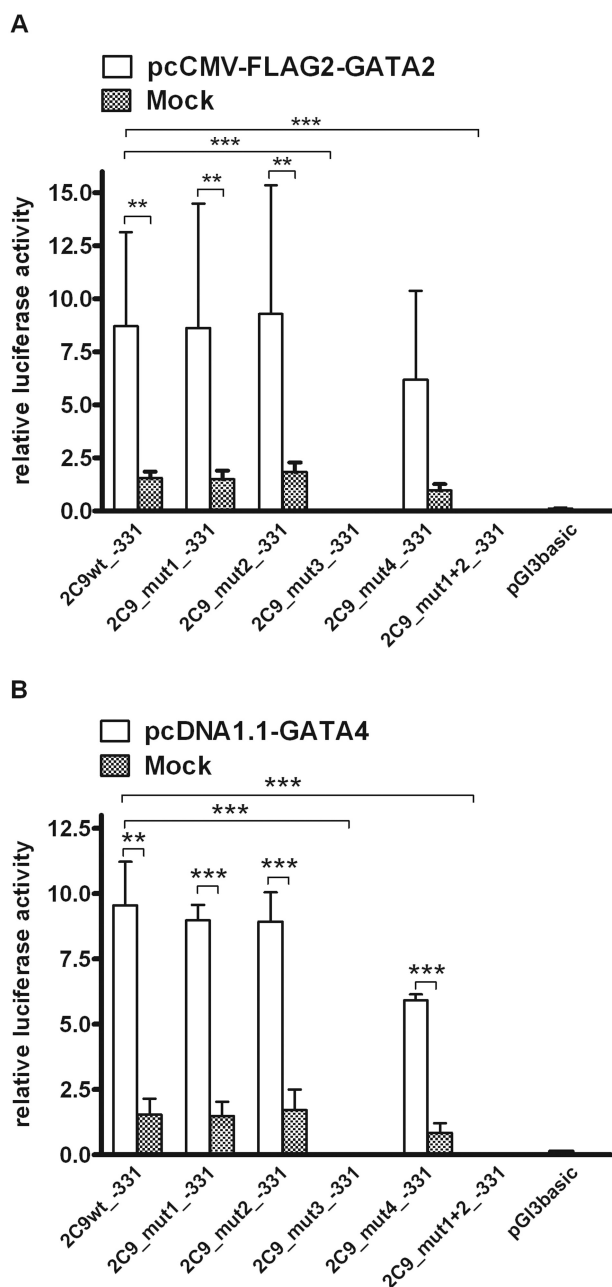 A
pcCMV-FLAG2-GATA2
Mock
***
***
**
**
**
relative luciferase activity
15.0
12.5
10.0
7.5
5.0
2.5
0.0
2C9wt_-331
2C9_mut1_-331
2C9_mut2_-331
2C9_mut3_-331
2C9_mut4_-331
2C9_mut1+2_-331
pGl3basic
B
pcDNA1.1-GATA4
Mock
***
***
**
***
***
***
relative luciferase activity
12.5
10.0
7.5
5.0
2.5
0.0
2C9wt_-331
2C9_mut1_-331
2C9_mut2_-331
2C9_mut3_-331
2C9_mut4_-331
2C9_mut1+2_-331
pGl3basic